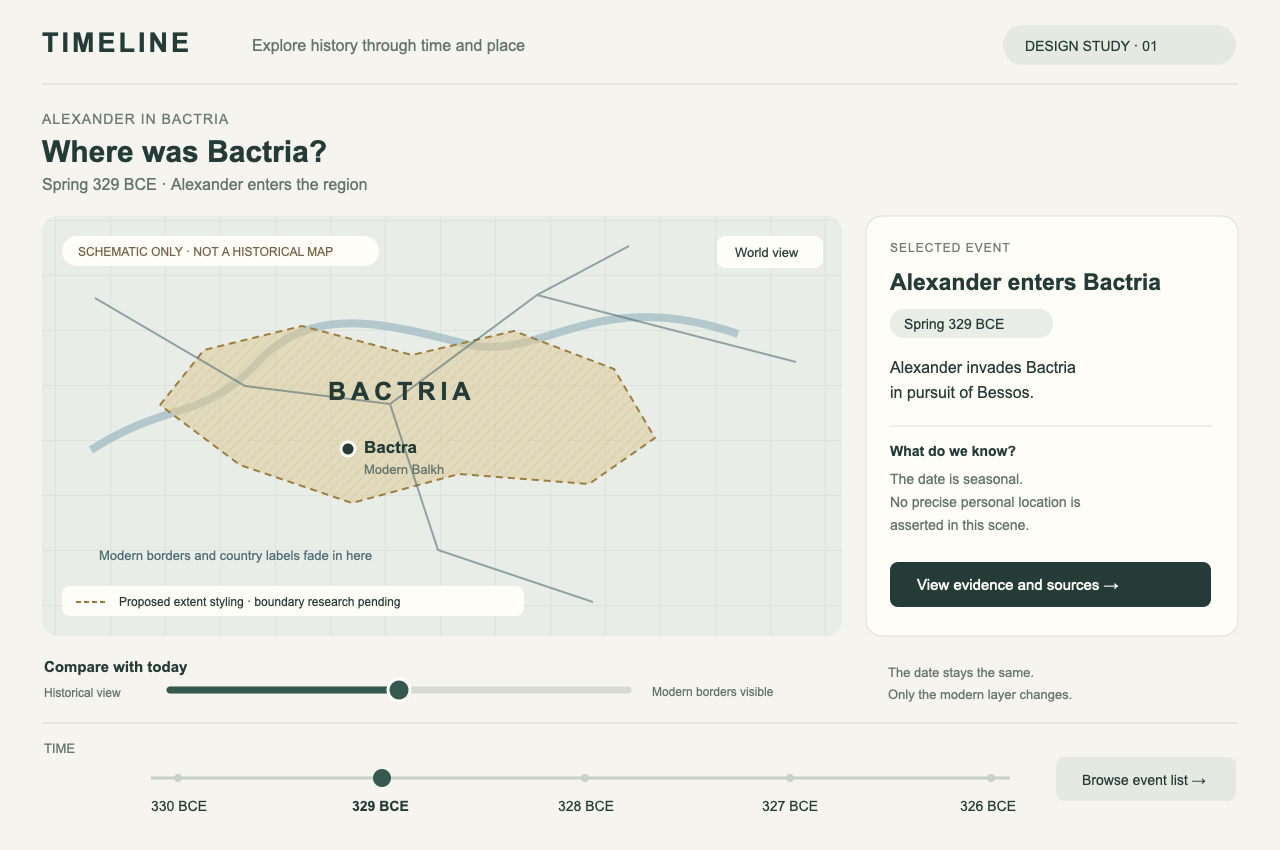 TIMELINE
Explore history through time and place
DESIGN STUDY · 01
ALEXANDER IN BACTRIA
Where was Bactria?
Spring 329 BCE · Alexander enters the region
SCHEMATIC ONLY · NOT A HISTORICAL MAP
World view
BACTRIA
Bactra
Modern Balkh
Modern borders and country labels fade in here
Proposed extent styling · boundary research pending
SELECTED EVENT
Alexander enters Bactria
Spring 329 BCE
Alexander invades Bactria
in pursuit of Bessos.
What do we know?
The date is seasonal.
No precise personal location is
asserted in this scene.
View evidence and sources →
Compare with today
Historical view
Modern borders visible
The date stays the same.
Only the modern layer changes.
TIME
330 BCE
329 BCE
328 BCE
327 BCE
326 BCE
Browse event list →